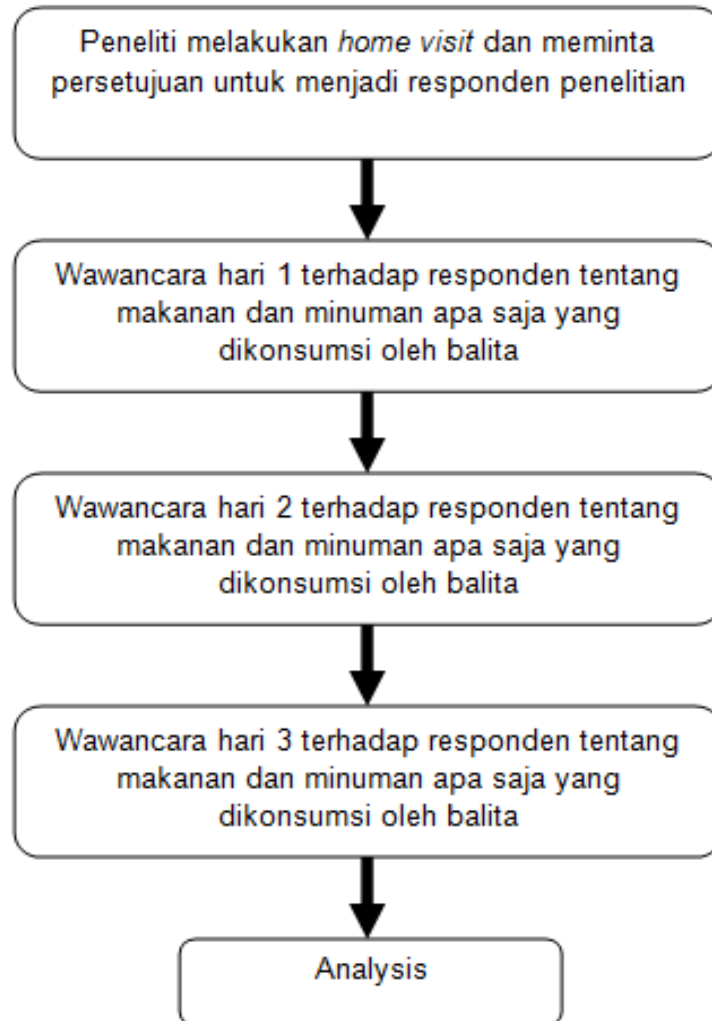 Peneliti melakukan home visit dan meminta
persetujuan untuk menjadi responden penelitian
Wawancara hari 1 terhadap responden tentang
makanan dan minuman apa saja yang
dikonsumsi oleh balita
Wawancara hari 2 terhadap responden tentang
makanan dan minuman apa saja yang
dikonsumsi oleh balita
Wawancara hari 3 terhadap responden tentang
makanan dan minuman apa saja yang
dikonsumsi oleh balita
Analysis